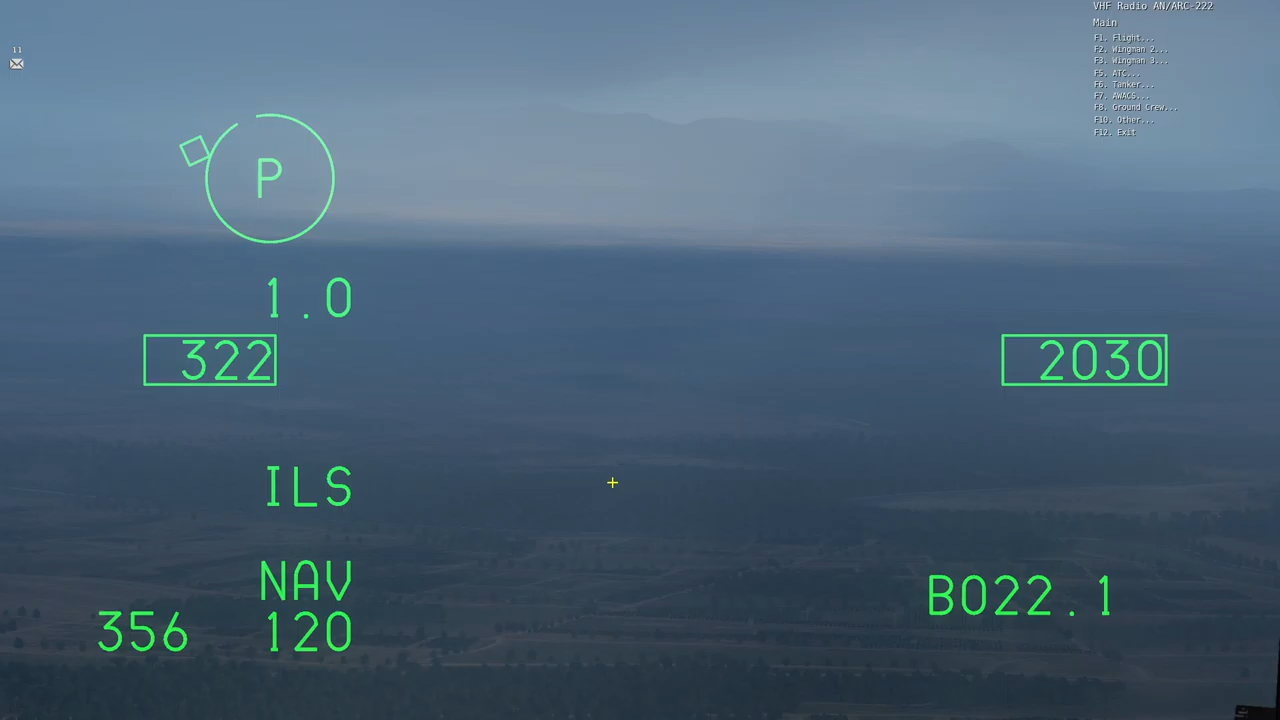 VHF Radio AN/ARC-222
Main
F1. Flight...
F2. Wingman 2...
F3. Wingman 3...
F5. ATC...
F6. Tanker...
F7. AWACS...
F8. Ground Crew...
F10. Other...
F12. Exit
11
P
1.0
322
2030
ILS
NAV
B022.1
356 120